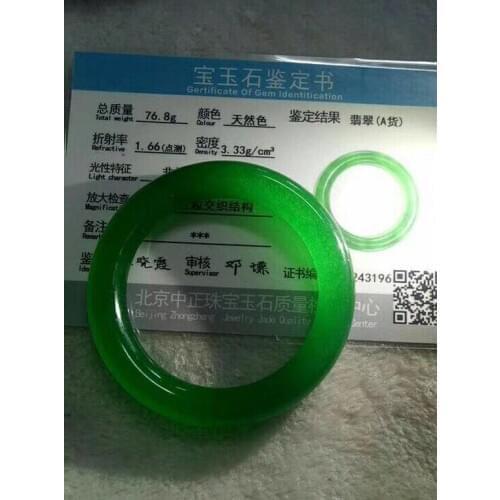 宝玉石鉴定书
Certificate Of Gem Identification
总质量 76.8g 颜色 天然色 鉴定结果 翡翠(A货)
Total weight Colour
折射率 1.66(点测) 密度 3.33g/cm³
Refractive Density
光性特征
Light character
放大检查 交织结构
备注 ***
晓霞 审核 证书编 243196
Supervisor
北京中正珠宝玉石质量 中心
Beijing Zhongzheng Jewelry Jade Quality Center